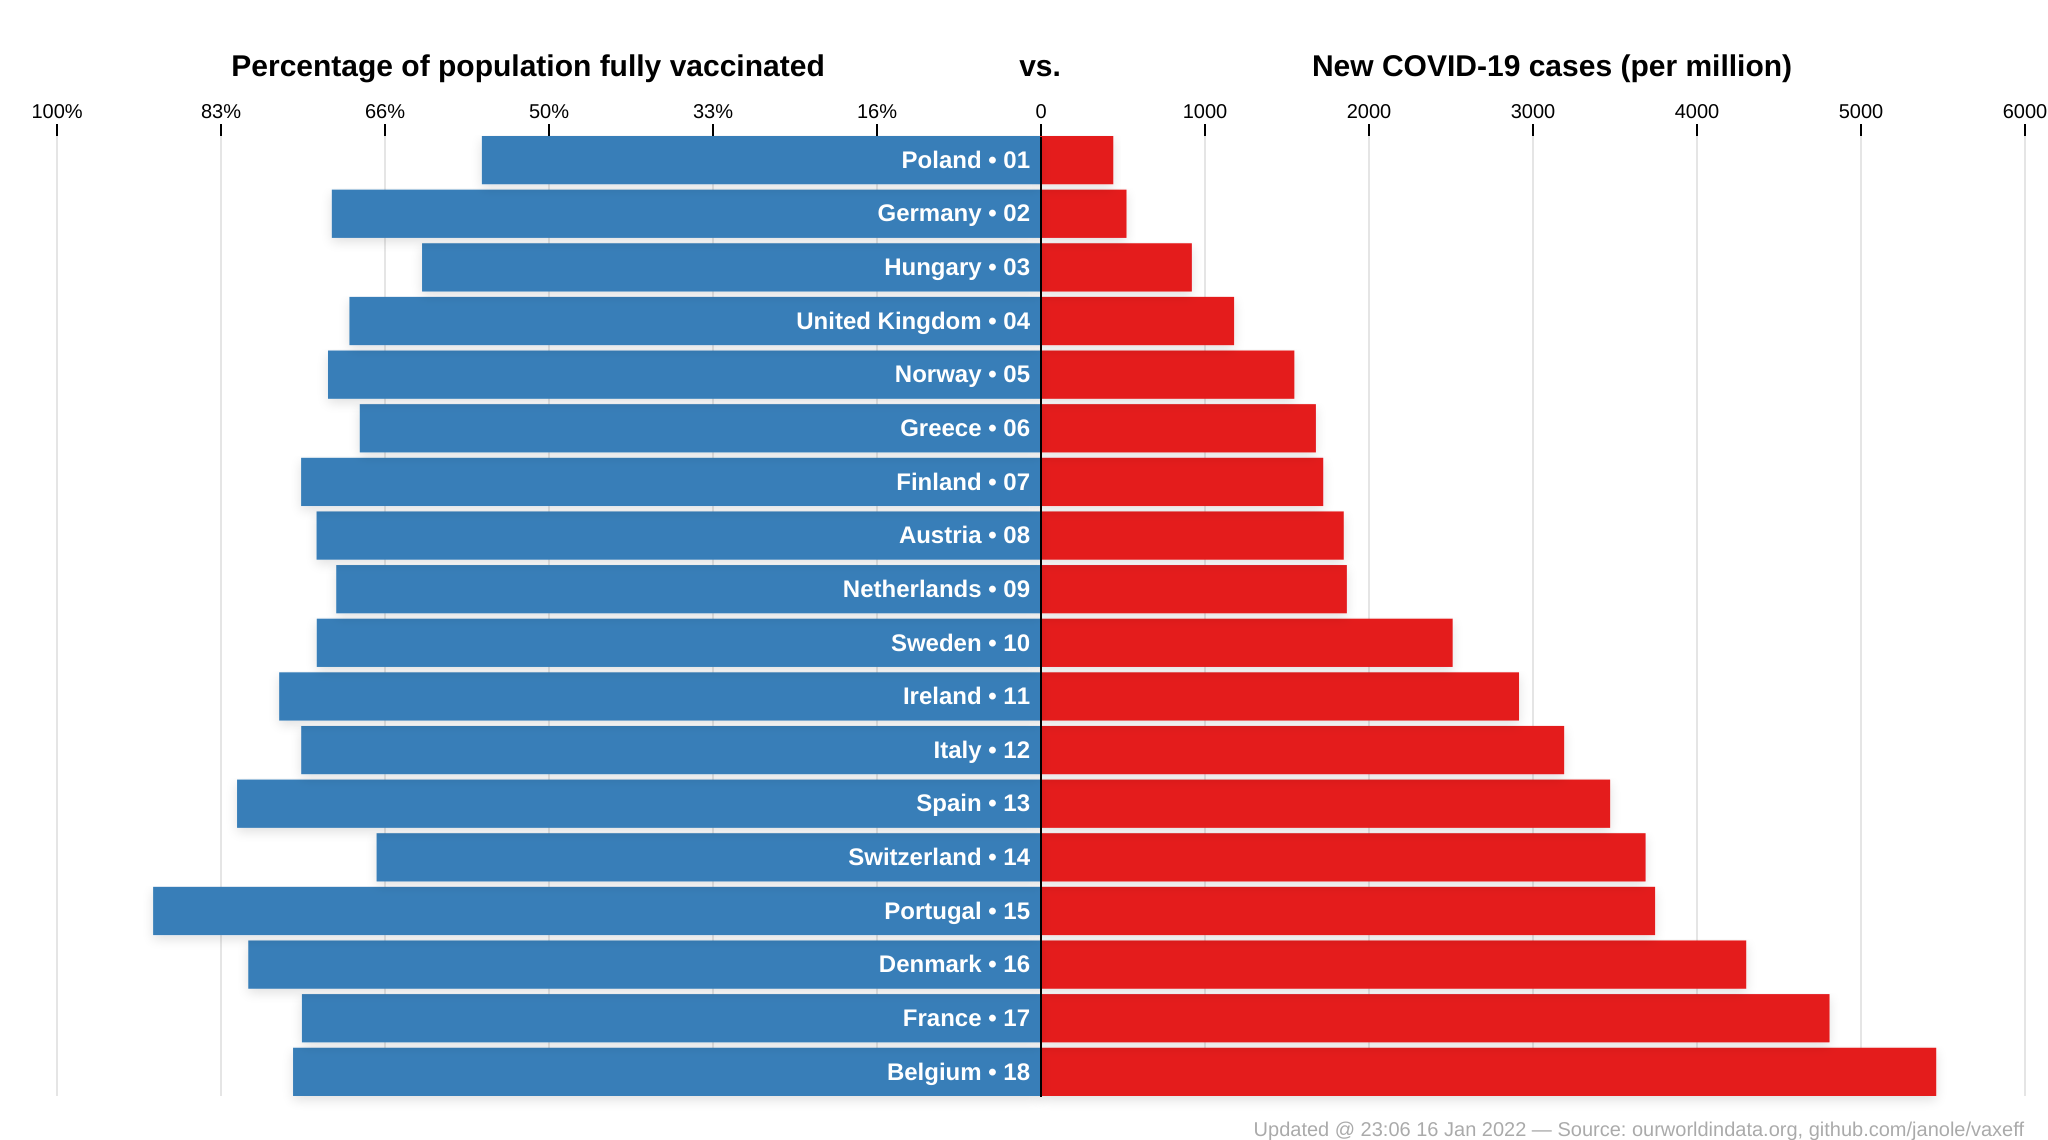 Percentage of population fully vaccinated vs. New COVID-19 cases (per million)
100% 83% 66% 50% 33% 16% 0 1000 2000 3000 4000 5000 6000
Poland • 01
Germany • 02
Hungary • 03
United Kingdom • 04
Norway • 05
Greece • 06
Finland • 07
Austria • 08
Netherlands • 09
Sweden • 10
Ireland • 11
Italy • 12
Spain • 13
Switzerland • 14
Portugal • 15
Denmark • 16
France • 17
Belgium • 18
Updated @ 23:06 16 Jan 2022 — Source: ourworldindata.org, github.com/janole/vaxeff